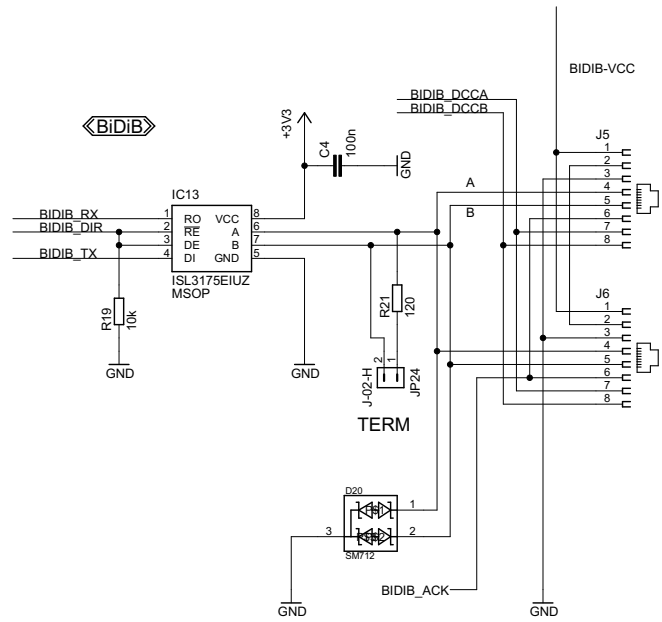 BIDIB-VCC
BiDiB
BIDIB_DCCA
BIDIB_DCCB
+3V3
C4
100n
GND
J5
1
2
3
4
5
6
7
8
A
B
IC13
BIDIB_RX
BIDIB_DIR
BIDIB_TX
1 RO VCC 8
2 RE A 6
3 DE B 7
4 DI GND 5
ISL3175EIUZ
MSOP
R19
10k
GND
GND
R21
120
J-02-H
2
1
JP24
TERM
J6
1
2
3
4
5
6
7
8
D20
1
3
2
SM712
GND
BIDIB_ACK
GND